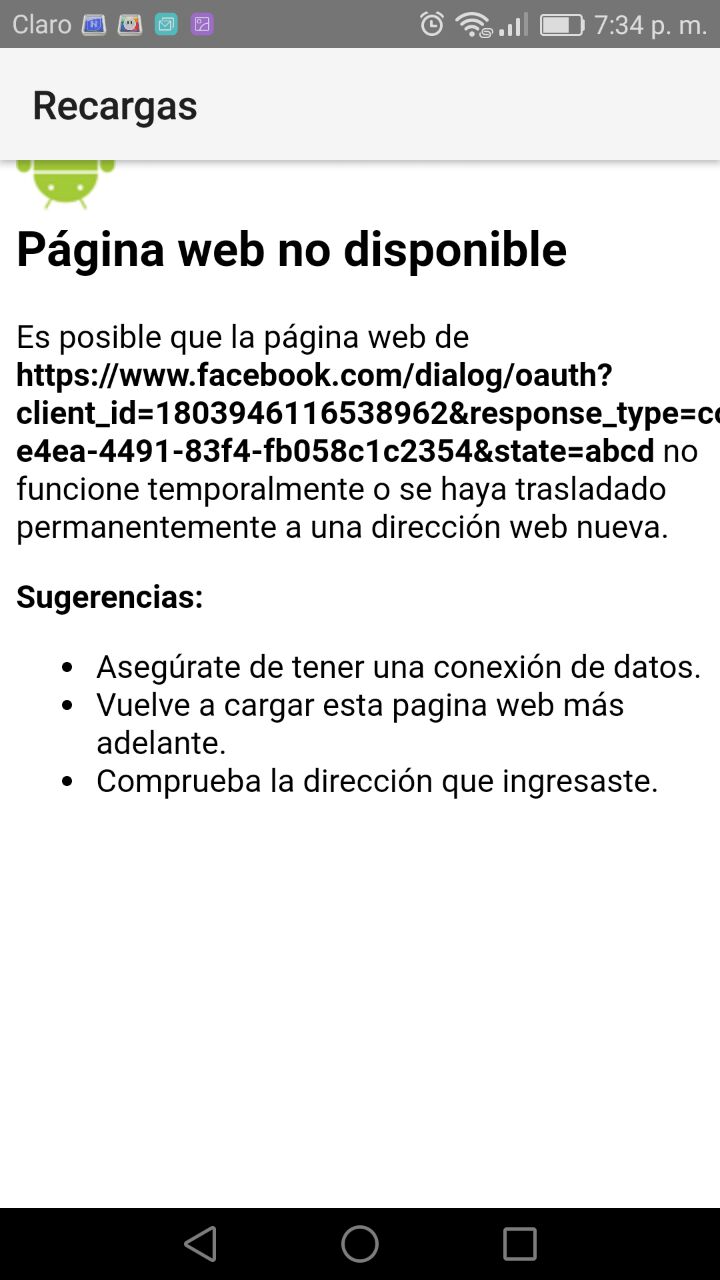 Claro 7:34 p. m.
Recargas
Página web no disponible
Es posible que la página web de
https://www.facebook.com/dialog/oauth?
client_id=1803946116538962&response_type=co
e4ea-4491-83f4-fb058c1c2354&state=abcd no
funcione temporalmente o se haya trasladado
permanentemente a una dirección web nueva.
Sugerencias:
• Asegúrate de tener una conexión de datos.
• Vuelve a cargar esta pagina web más
adelante.
• Comprueba la dirección que ingresaste.